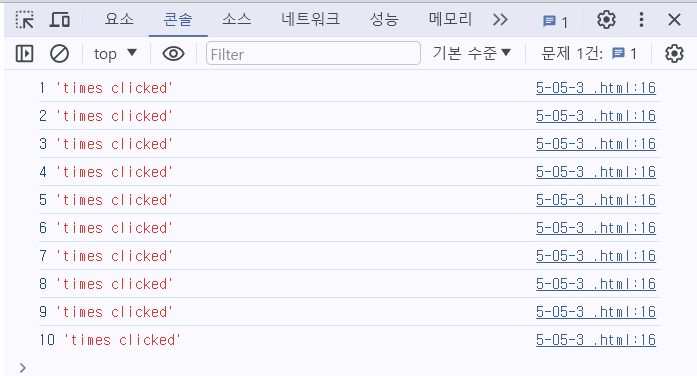 요소 콘솔 소스 네트워크 성능 메모리 1
top Filter 기본 수준 문제 1건: 1
1 'times clicked' 5-05-3 .html:16
2 'times clicked' 5-05-3 .html:16
3 'times clicked' 5-05-3 .html:16
4 'times clicked' 5-05-3 .html:16
5 'times clicked' 5-05-3 .html:16
6 'times clicked' 5-05-3 .html:16
7 'times clicked' 5-05-3 .html:16
8 'times clicked' 5-05-3 .html:16
9 'times clicked' 5-05-3 .html:16
10 'times clicked' 5-05-3 .html:16